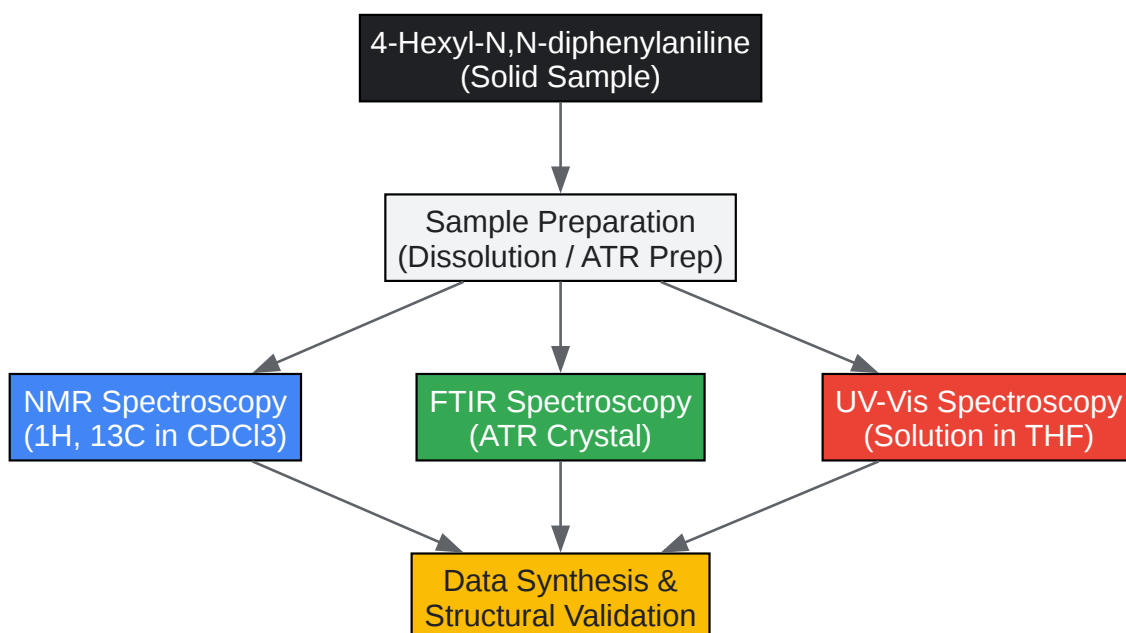 4-Hexyl-N,N-diphenylaniline
(Solid Sample)
Sample Preparation
(Dissolution / ATR Prep)
NMR Spectroscopy
(1H, 13C in CDCl3)
FTIR Spectroscopy
(ATR Crystal)
UV-Vis Spectroscopy
(Solution in THF)
Data Synthesis &
Structural Validation